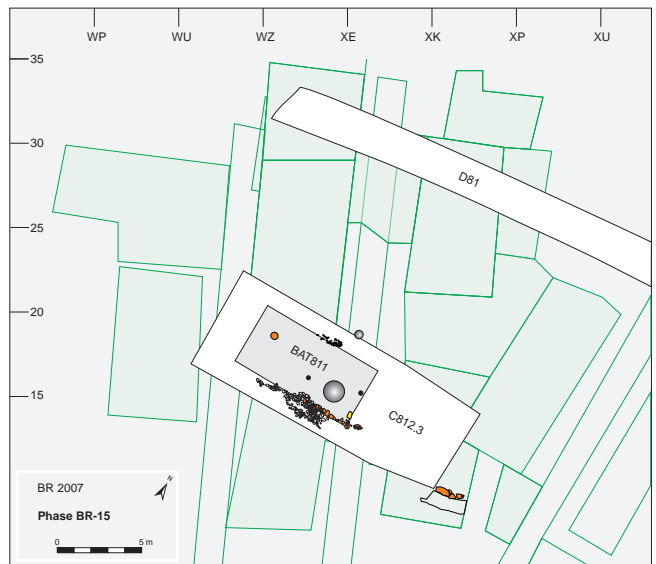 WP WU WZ XE XK XP XU
35
30
D81
25
20
BAT811
15
C812.3
BR 2007
N
Phase BR-15
0 5 m